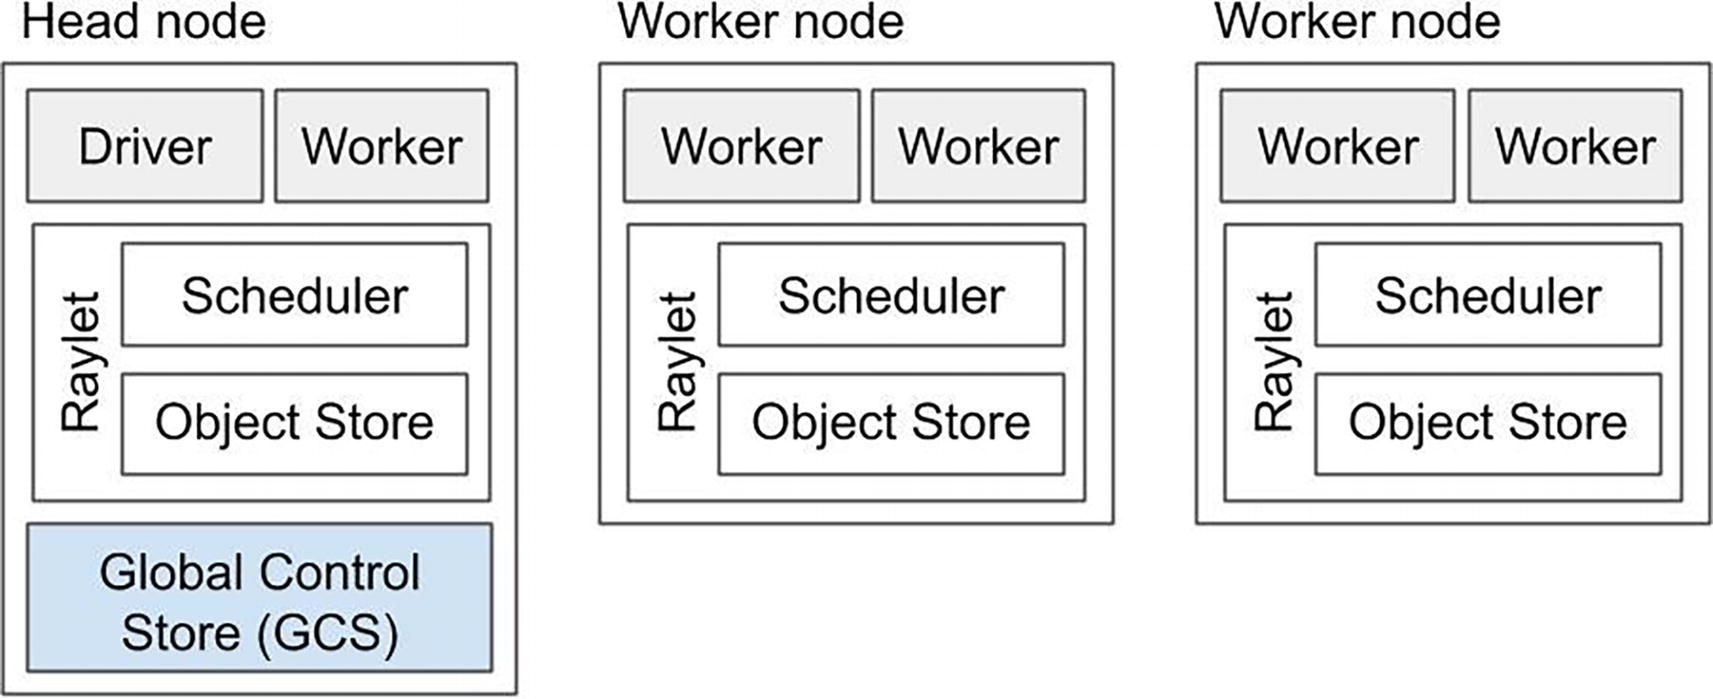 Head node
Driver
Worker
Raylet
Scheduler
Object Store
Global Control
Store (GCS)
Worker node
Worker
Worker
Raylet
Scheduler
Object Store
Worker node
Worker
Worker
Raylet
Scheduler
Object Store